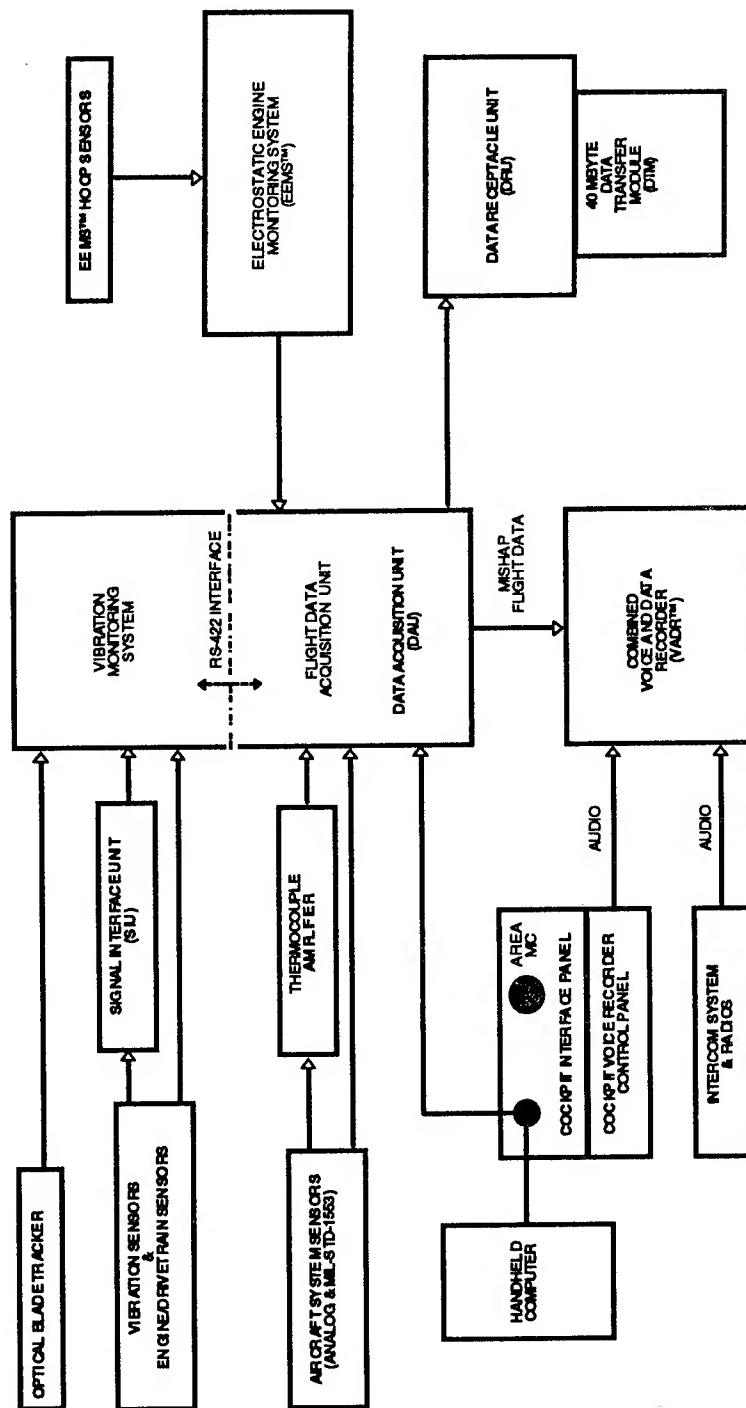 OPTICAL BLADE TRACKER
VIBRATION SENSORS
&
ENGINE/DRIVETRAIN SENSORS
SIGNAL INTERFACE UNIT
(SIU)
VIBRATION
MONITORING
SYSTEM
EEMS™ HOOP SENSORS
RS-422 INTERFACE
ELECTROSTATIC ENGINE
MONITORING SYSTEM
(EEMS™)
AIRCRAFT SYSTEM SENSORS
(ANALOG & MIL-STD-1553)
THERMOCOUPLE
AMPLIFER
FLIGHT DATA
ACQUISITION UNIT
DATA ACQUISITION UNIT
(DAU)
DATA RECEPTACLE UNIT
(DRU)
40 MBYTE
DATA
TRANSFER
MODULE
(DTM)
HANDHELD
COMPUTER
AREA
MC
COCKPIT INTERFACE PANEL
COCKPIT VOICE RECORDER
CONTROL PANEL
MISHAP
FLIGHT DATA
AUDIO
COMBINED
VOICE AND DATA
RECORDER
(VADR™)
INTERCOM SYSTEM
& RADIOS
AUDIO